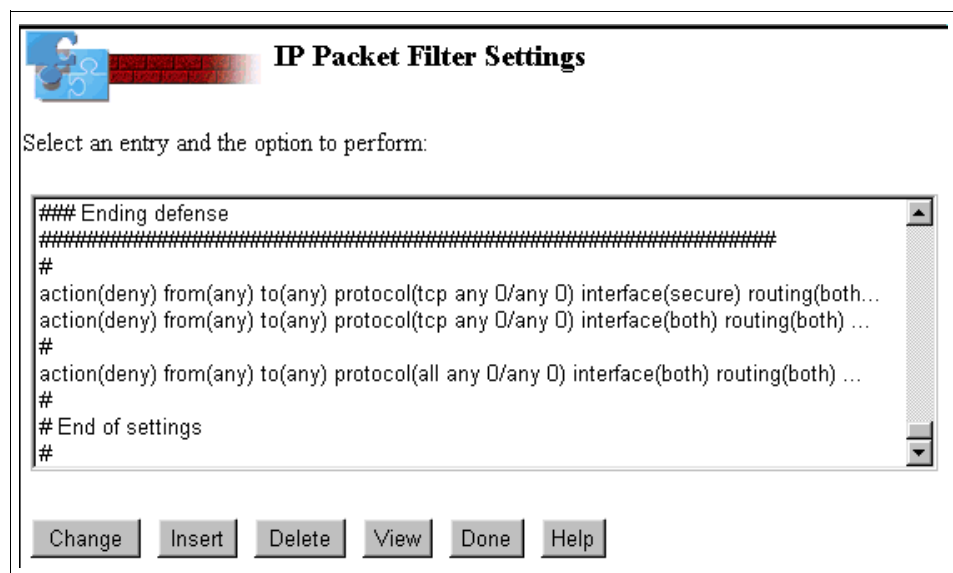 IP Packet Filter Settings
Select an entry and the option to perform:
### Ending defense
################################################################
#
action(deny) from(any) to(any) protocol(tcp any 0/any 0) interface(secure) routing(both...
action(deny) from(any) to(any) protocol(tcp any 0/any 0) interface(both) routing(both) ...
#
action(deny) from(any) to(any) protocol(all any 0/any 0) interface(both) routing(both) ...
#
# End of settings
#
Change Insert Delete View Done Help